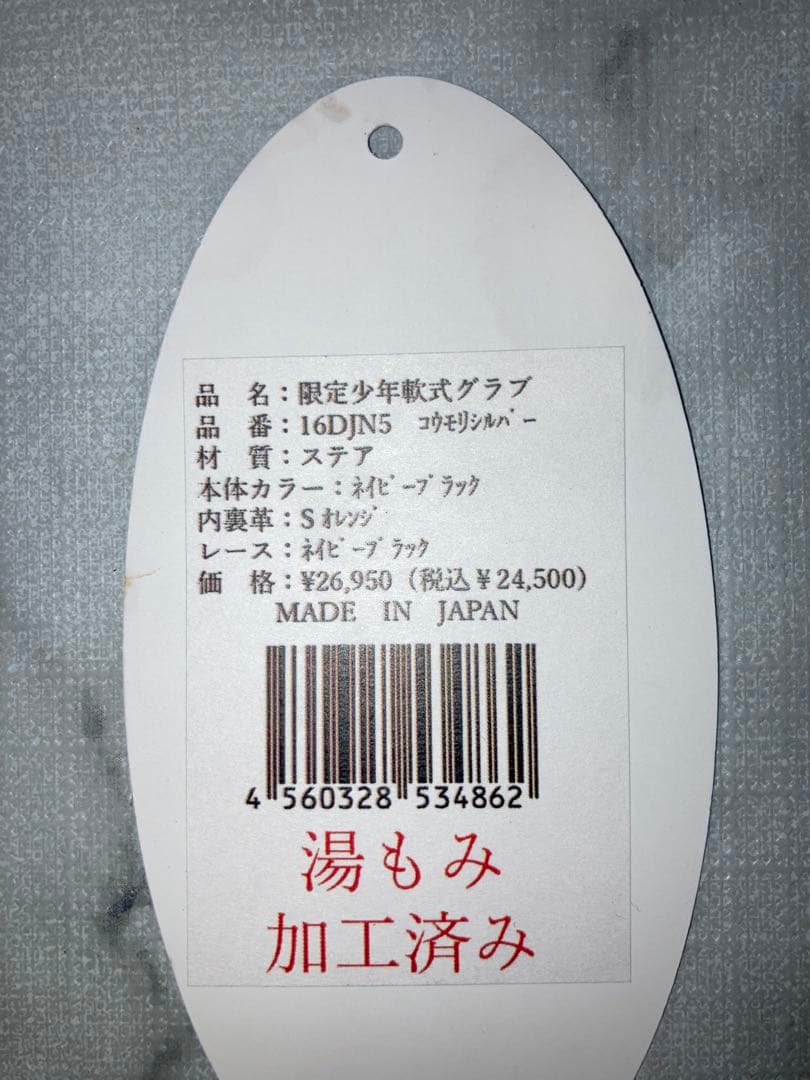 品　名：限定少年軟式グラブ
品　番：16DJN5　ｺｳﾓﾘｼﾙﾊﾞｰ
材　質：ステア
本体カラー：ﾈｲﾋﾞｰﾌﾞﾗｯｸ
内裏革：S ｵﾚﾝｼﾞ
レース：ﾈｲﾋﾞｰﾌﾞﾗｯｸ
価　格：¥26,950（税込￥24,500）
MADE IN JAPAN
4 560328 534862
湯もみ
加工済み